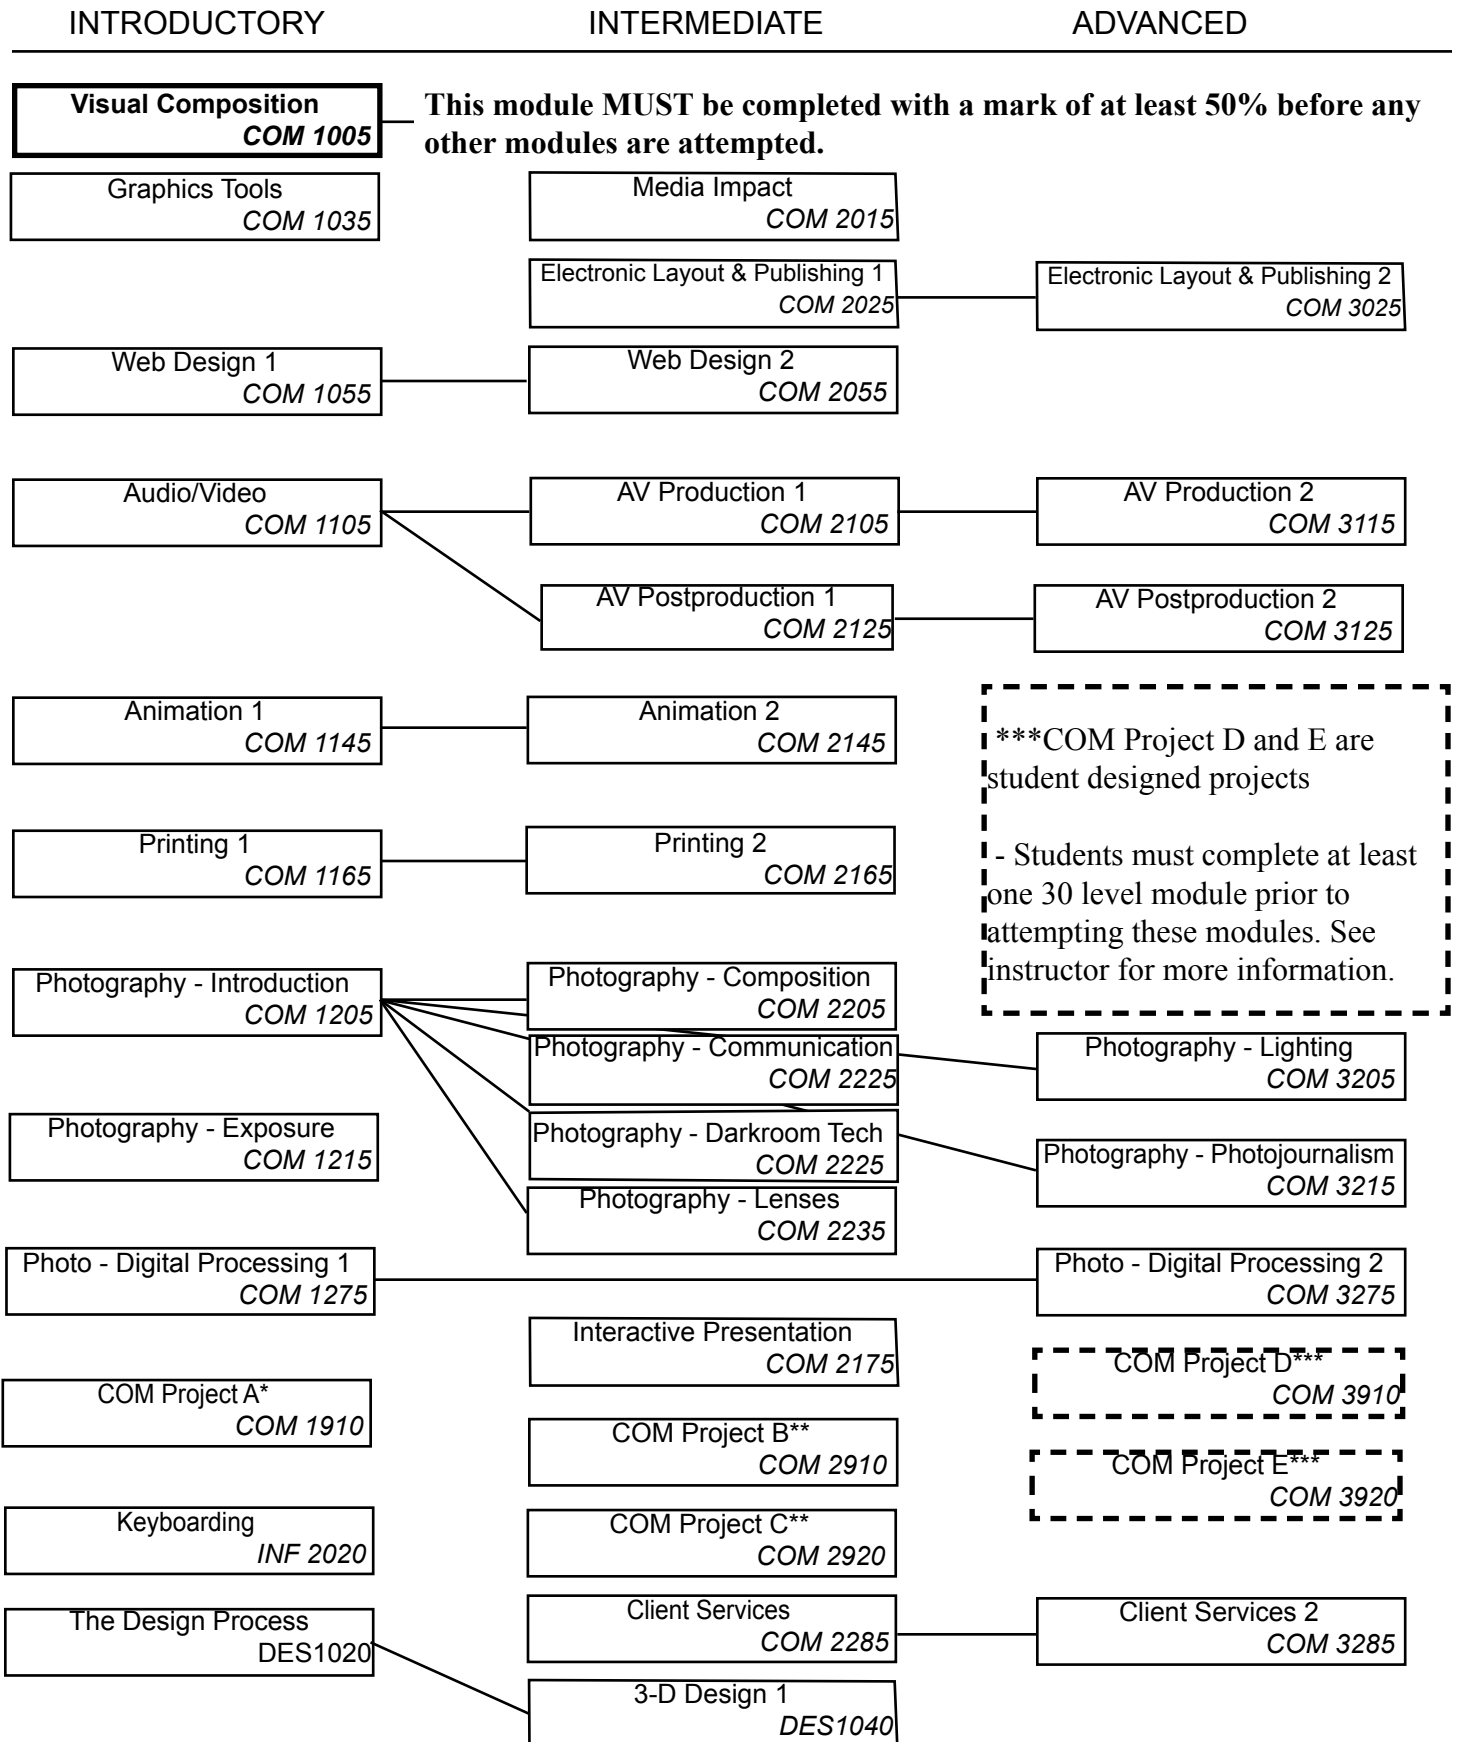 INTRODUCTORY
INTERMEDIATE
ADVANCED
Visual Composition
COM 1005
This module MUST be completed with a mark of at least 50% before any
other modules are attempted.
Graphics Tools
COM 1035
Media Impact
COM 2015
Electronic Layout & Publishing 1
COM 2025
Electronic Layout & Publishing 2
COM 3025
Web Design 1
COM 1055
Web Design 2
COM 2055
Audio/Video
COM 1105
AV Production 1
COM 2105
AV Production 2
COM 3115
AV Postproduction 1
COM 2125
AV Postproduction 2
COM 3125
Animation 1
COM 1145
Animation 2
COM 2145
***COM Project D and E are
student designed projects
- Students must complete at least
one 30 level module prior to
attempting these modules. See
instructor for more information.
Printing 1
COM 1165
Printing 2
COM 2165
Photography - Introduction
COM 1205
Photography - Composition
COM 2205
Photography - Communication
COM 2225
Photography - Lighting
COM 3205
Photography - Exposure
COM 1215
Photography - Darkroom Tech
COM 2225
Photography - Photojournalism
COM 3215
Photography - Lenses
COM 2235
Photo - Digital Processing 1
COM 1275
Photo - Digital Processing 2
COM 3275
Interactive Presentation
COM 2175
COM Project D***
COM 3910
COM Project A*
COM 1910
COM Project B**
COM 2910
COM Project E***
COM 3920
Keyboarding
INF 2020
COM Project C**
COM 2920
The Design Process
DES1020
Client Services
COM 2285
Client Services 2
COM 3285
3-D Design 1
DES1040